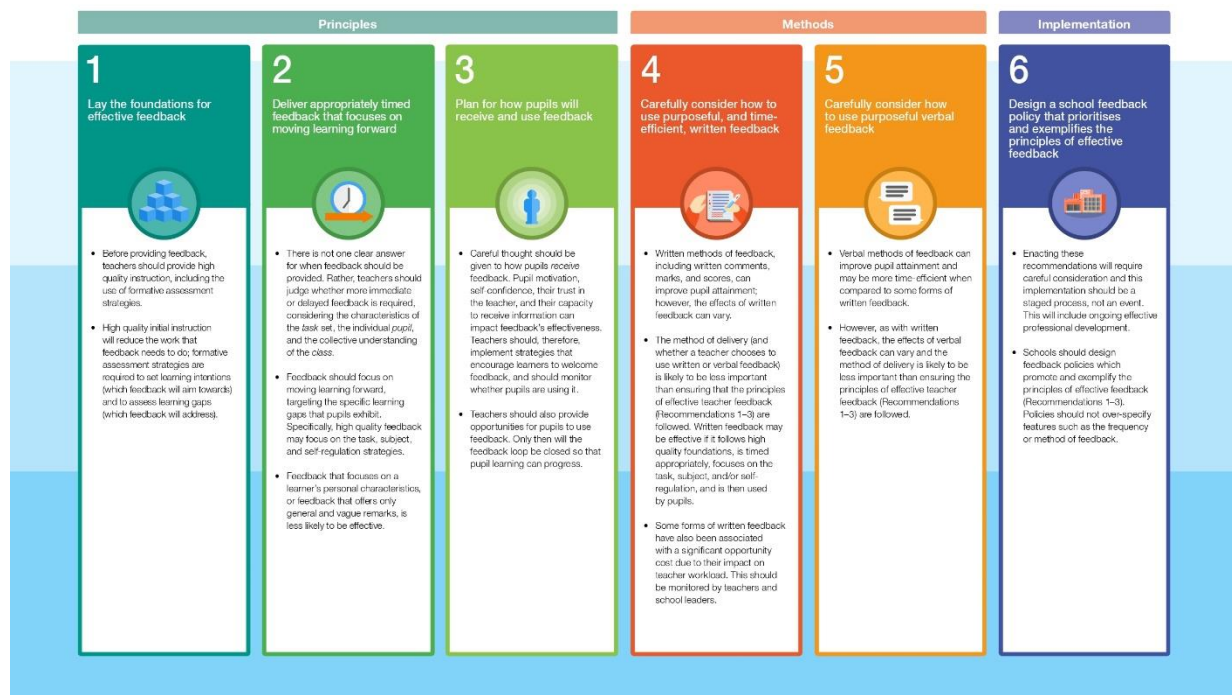 Principles
Methods
Implementation
1
Lay the foundations for
effective feedback
• Before providing feedback,
teachers should provide high
quality instruction, including the
use of formative assessment
strategies.
• High quality initial instruction
will reduce the work that
feedback needs to do; formative
assessment strategies are
required to set learning intentions
(which feedback will aim towards)
and to assess learning gaps
(which feedback will address).
2
Deliver appropriately timed
feedback that focuses on
moving learning forward
• There is not one clear answer
for when feedback should be
provided. Rather, teachers should
judge whether more immediate
or delayed feedback is required,
considering the characteristics of
the task set, the individual pupil,
and the collective understanding
of the class.
• Feedback should focus on
moving learning forward,
targeting the specific learning
gaps that pupils exhibit.
Specifically, high quality feedback
may focus on the task, subject,
and self-regulation strategies.
• Feedback that focuses on a
learner's personal characteristics,
or feedback that offers only
general and vague remarks, is
less likely to be effective.
3
Plan for how pupils will
receive and use feedback
• Careful thought should be
given to how pupils receive
feedback. Pupil motivation,
self-confidence, their trust in
the teacher, and their capacity
to receive information can
impact feedback's effectiveness.
Teachers should, therefore,
implement strategies that
encourage learners to welcome
feedback, and should monitor
whether pupils are using it.
• Teachers should also provide
opportunities for pupils to use
feedback. Only then will the
feedback loop be closed so that
pupil learning can progress.
4
Carefully consider how to
use purposeful, and time-
efficient, written feedback
• Written methods of feedback,
including written comments,
marks, and scores, can
improve pupil attainment;
however, the effects of written
feedback can vary.
• The method of delivery (and
whether a teacher chooses to
use written or verbal feedback)
is likely to be less important
than ensuring that the principles
of effective teacher feedback
(Recommendations 1–3) are
followed. Written feedback may
be effective if it follows high
quality foundations, is timed
appropriately, focuses on the
task, subject, and/or self-
regulation, and is then used
by pupils.
• Some forms of written feedback
have also been associated
with a significant opportunity
cost due to their impact on
teacher workload. This should
be monitored by teachers and
school leaders.
5
Carefully consider how
to use purposeful verbal
feedback
• Verbal methods of feedback can
improve pupil attainment and
may be more time-efficient when
compared to some forms of
written feedback.
• However, as with written
feedback, the effects of verbal
feedback can vary and the
method of delivery is likely to be
less important than ensuring the
principles of effective teacher
feedback (Recommendations
1–3) are followed.
6
Design a school feedback
policy that prioritises
and exemplifies the
principles of effective
feedback
• Enacting these
recommendations will require
careful consideration and this
implementation should be a
staged process, not an event.
This will include ongoing effective
professional development.
• Schools should design
feedback policies which
promote and exemplify the
principles of effective feedback
(Recommendations 1–3).
Policies should not over-specify
features such as the frequency
or method of feedback.